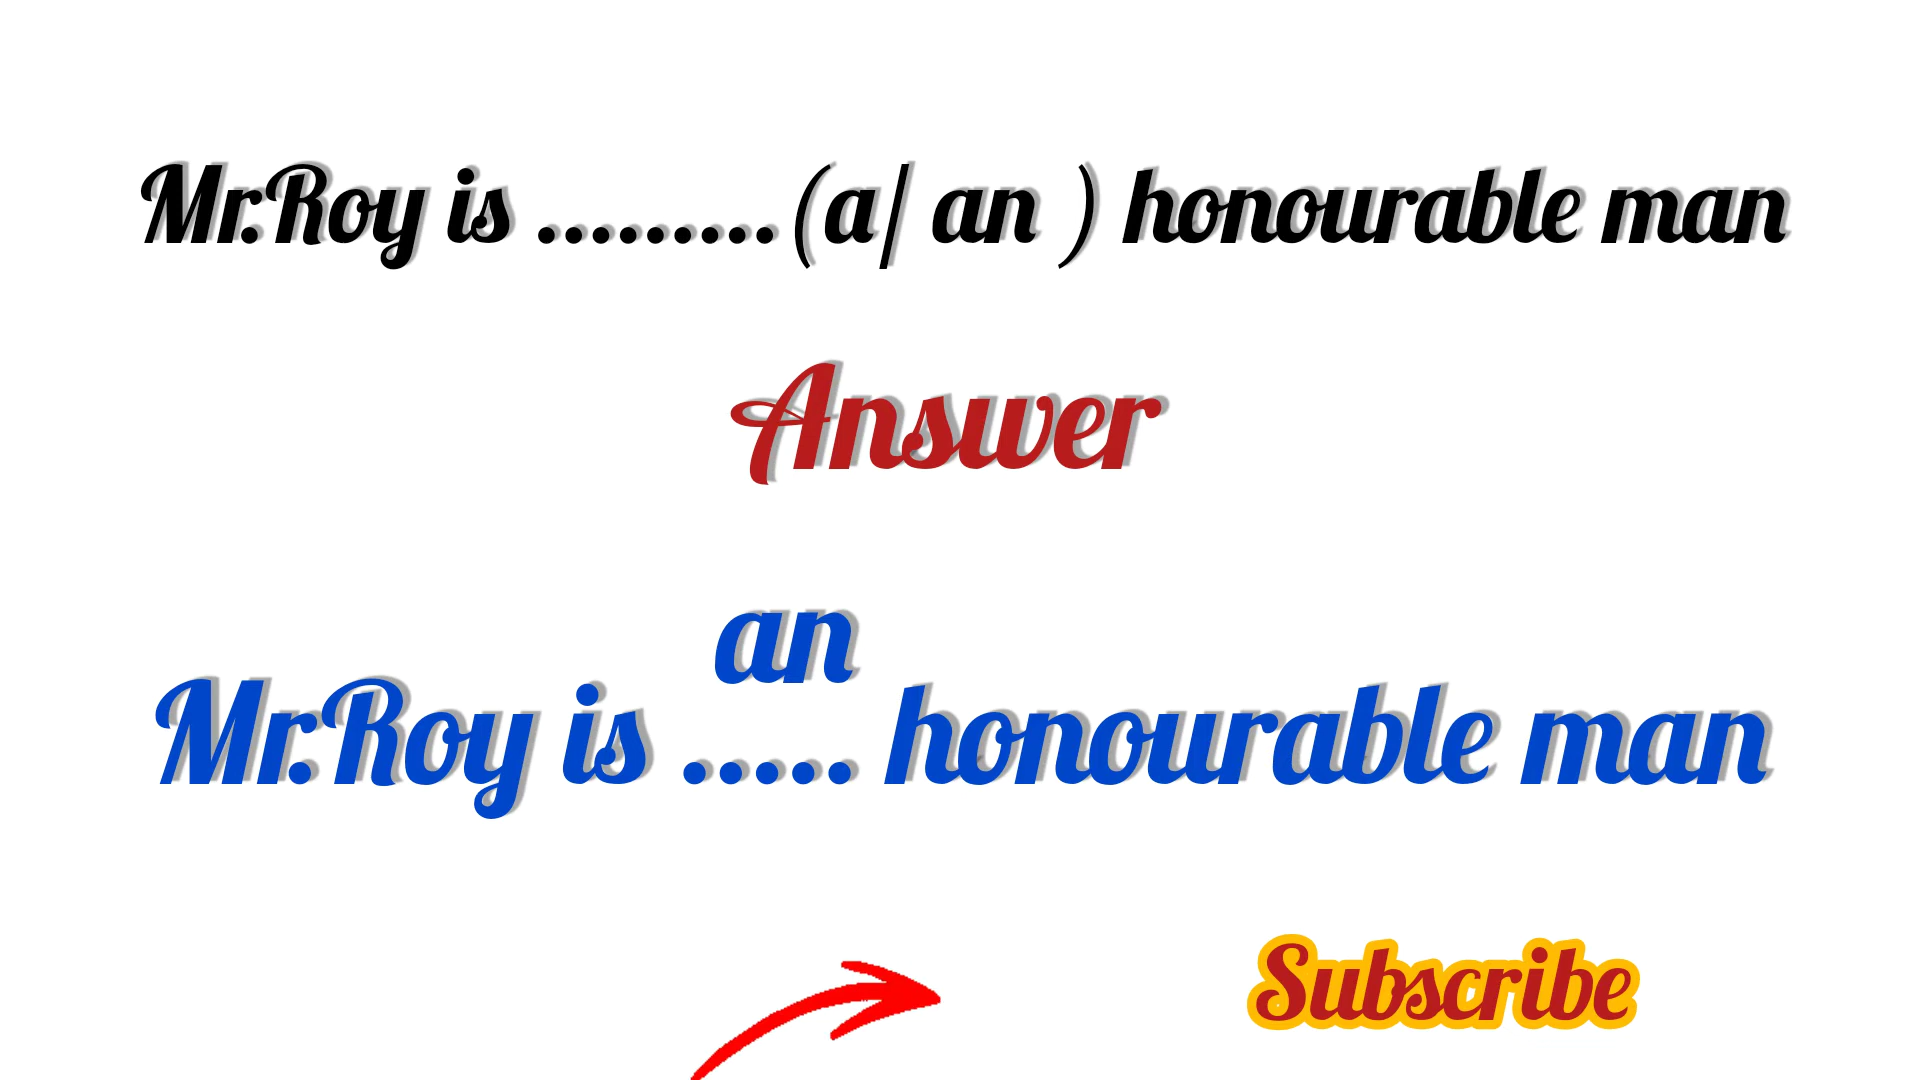 Mr.Roy is .........(a/ an ) honourable man
Answer
an
Mr.Roy is ..... honourable man
Subscribe